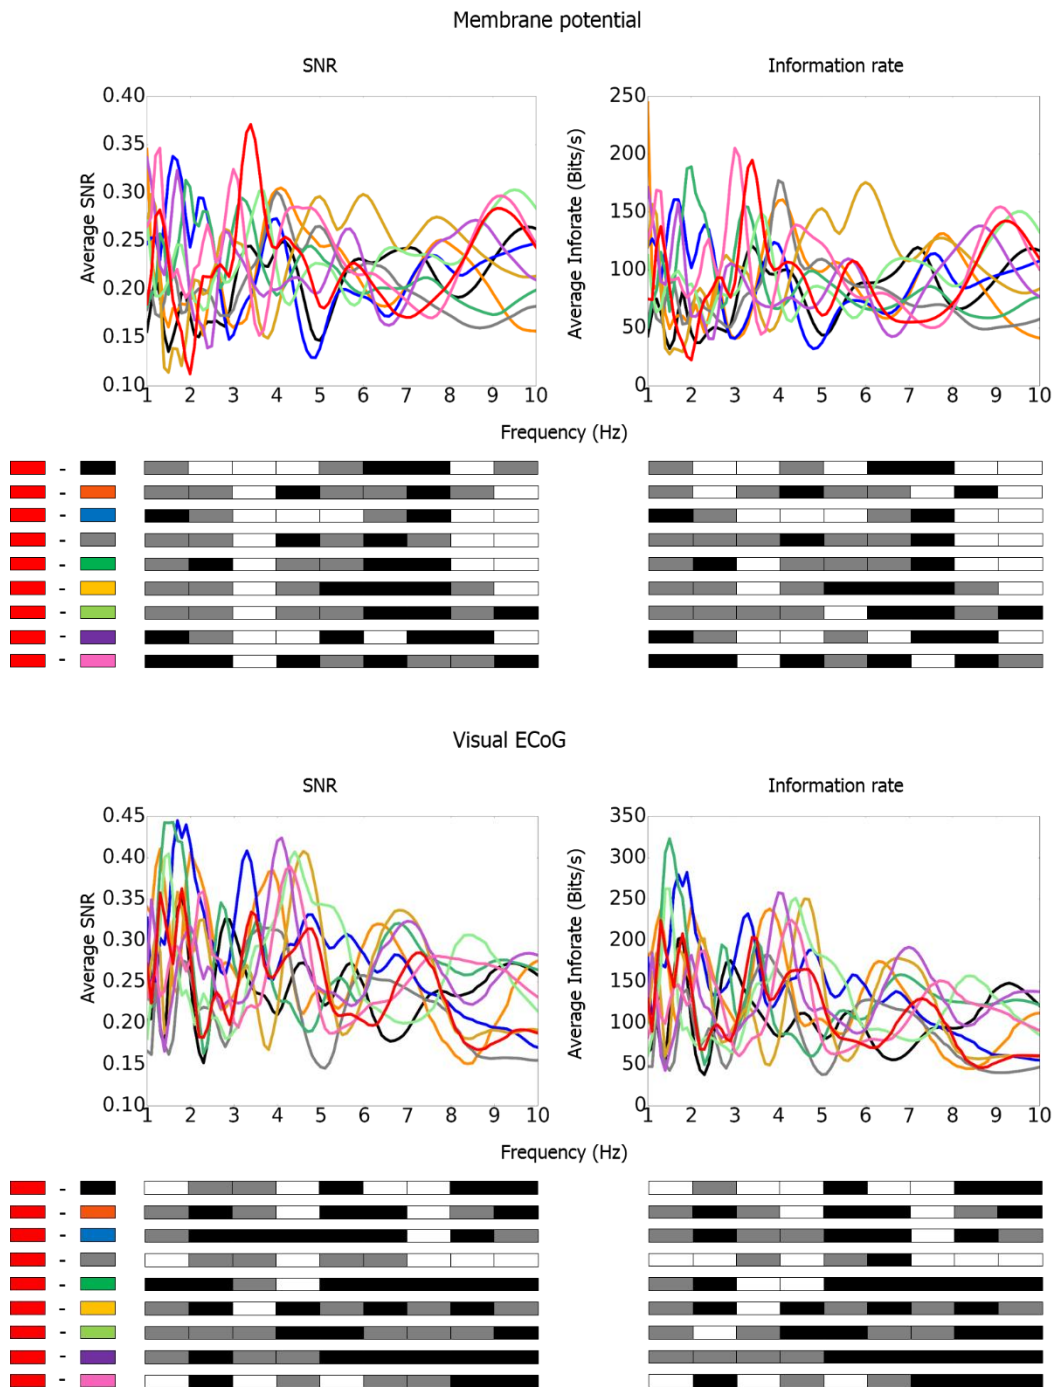 Membrane potential
SNR
Information rate
Average SNR
0.40
0.35
0.30
0.25
0.20
0.15
0.10
1 2 3 4 5 6 7 8 9 10
Average Inforate (Bits/s)
250
200
150
100
50
0
1 2 3 4 5 6 7 8 9 10
Frequency (Hz)
-
-
-
-
-
-
-
-
-
Visual ECoG
SNR
Information rate
Average SNR
0.45
0.40
0.35
0.30
0.25
0.20
0.15
0.10
1 2 3 4 5 6 7 8 9 10
Average Inforate (Bits/s)
350
300
250
200
150
100
50
0
1 2 3 4 5 6 7 8 9 10
Frequency (Hz)
-
-
-
-
-
-
-
-
-